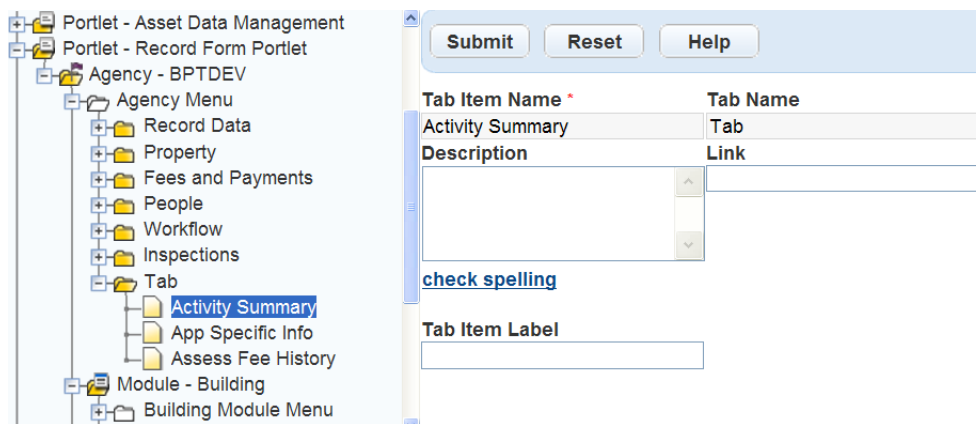 Portlet - Asset Data Management
Portlet - Record Form Portlet
Agency - BPTDEV
Agency Menu
Record Data
Property
Fees and Payments
People
Workflow
Inspections
Tab
Activity Summary
App Specific Info
Assess Fee History
Module - Building
Building Module Menu
Submit Reset Help
Tab Item Name * Tab Name
Activity Summary Tab
Description Link
check spelling
Tab Item Label